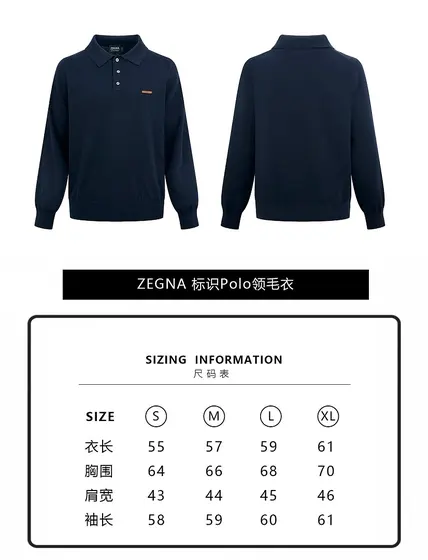 ZEGNA 标识Polo领毛衣
SIZING INFORMATION
尺码表
SIZE S M L XL
衣长 55 57 59 61
胸围 64 66 68 70
肩宽 43 44 45 46
袖长 58 59 60 61